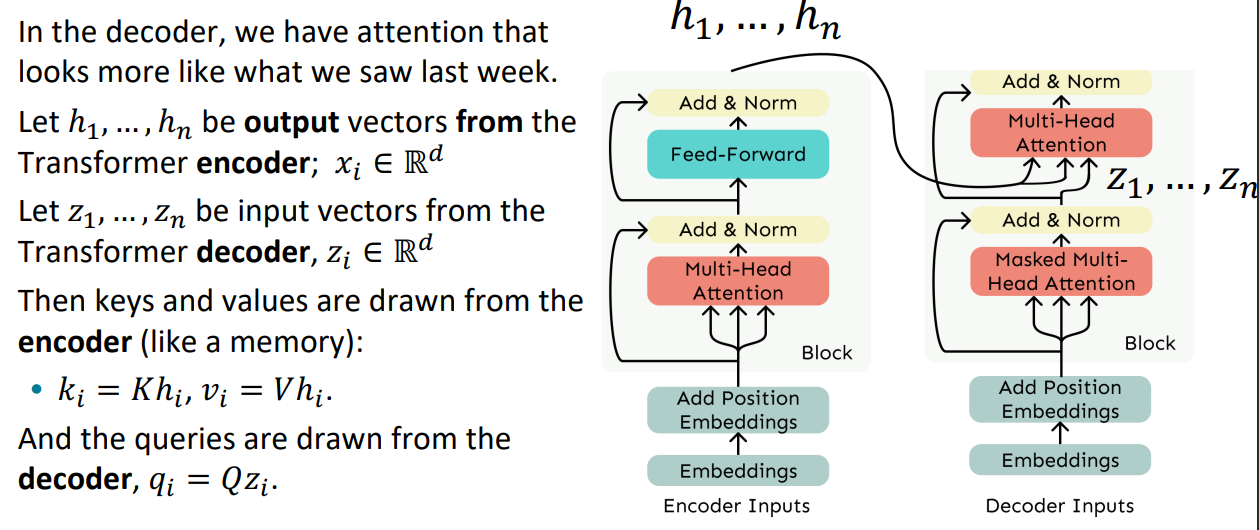 In the decoder, we have attention that
looks more like what we saw last week.
Let h₁, … , hₙ be output vectors from the
Transformer encoder; xᵢ ∈ ℝᵈ
Let z₁, … , zₙ be input vectors from the
Transformer decoder, zᵢ ∈ ℝᵈ
Then keys and values are drawn from the
encoder (like a memory):
• kᵢ = Khᵢ, vᵢ = Vhᵢ.
And the queries are drawn from the
decoder, qᵢ = Qzᵢ.
h₁, … , hₙ
Add & Norm
Feed-Forward
Add & Norm
Multi-Head
Attention
Block
Add Position
Embeddings
Embeddings
Encoder Inputs
Add & Norm
Multi-Head
Attention
z₁, … , zₙ
Add & Norm
Masked Multi-
Head Attention
Block
Add Position
Embeddings
Embeddings
Decoder Inputs